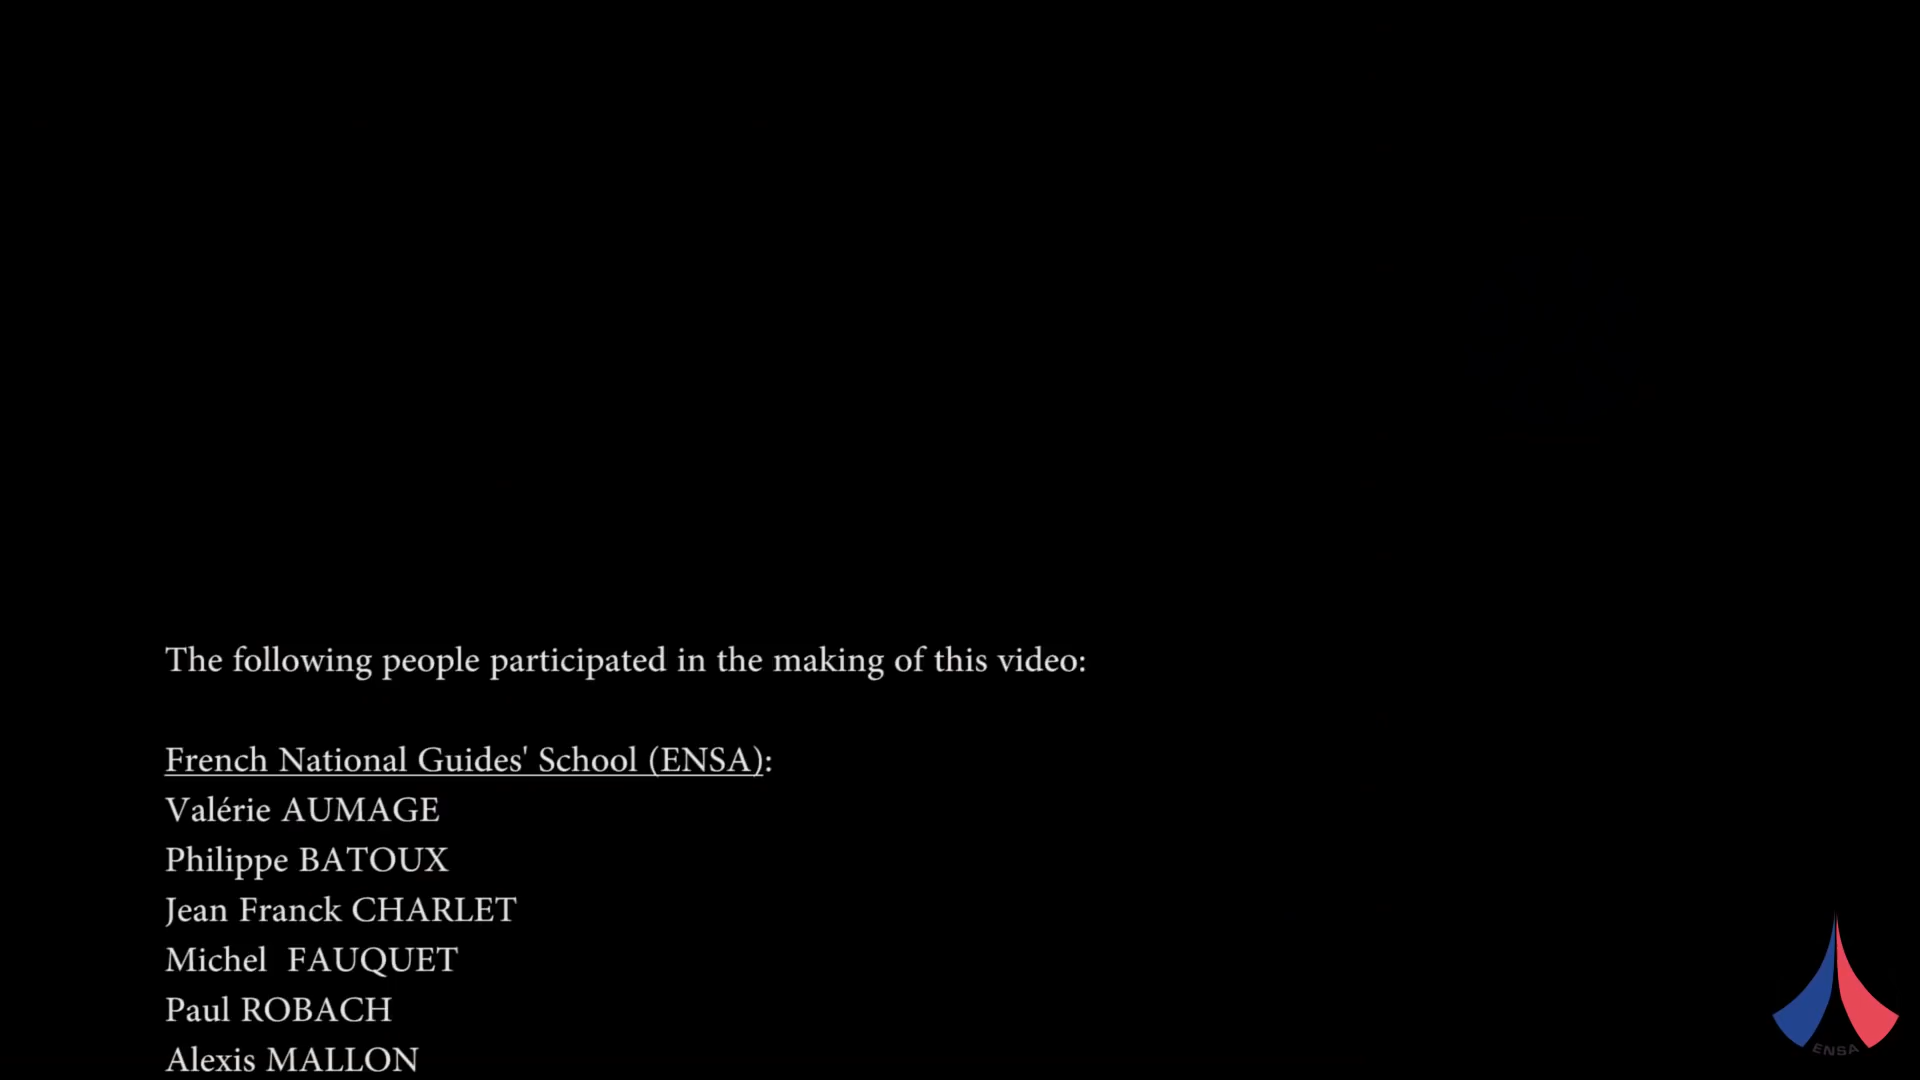 The following people participated in the making of this video:
French National Guides' School (ENSA):
Valérie AUMAGE
Philippe BATOUX
Jean Franck CHARLET
Michel  FAUQUET
Paul ROBACH
Alexis MALLON
ENSA